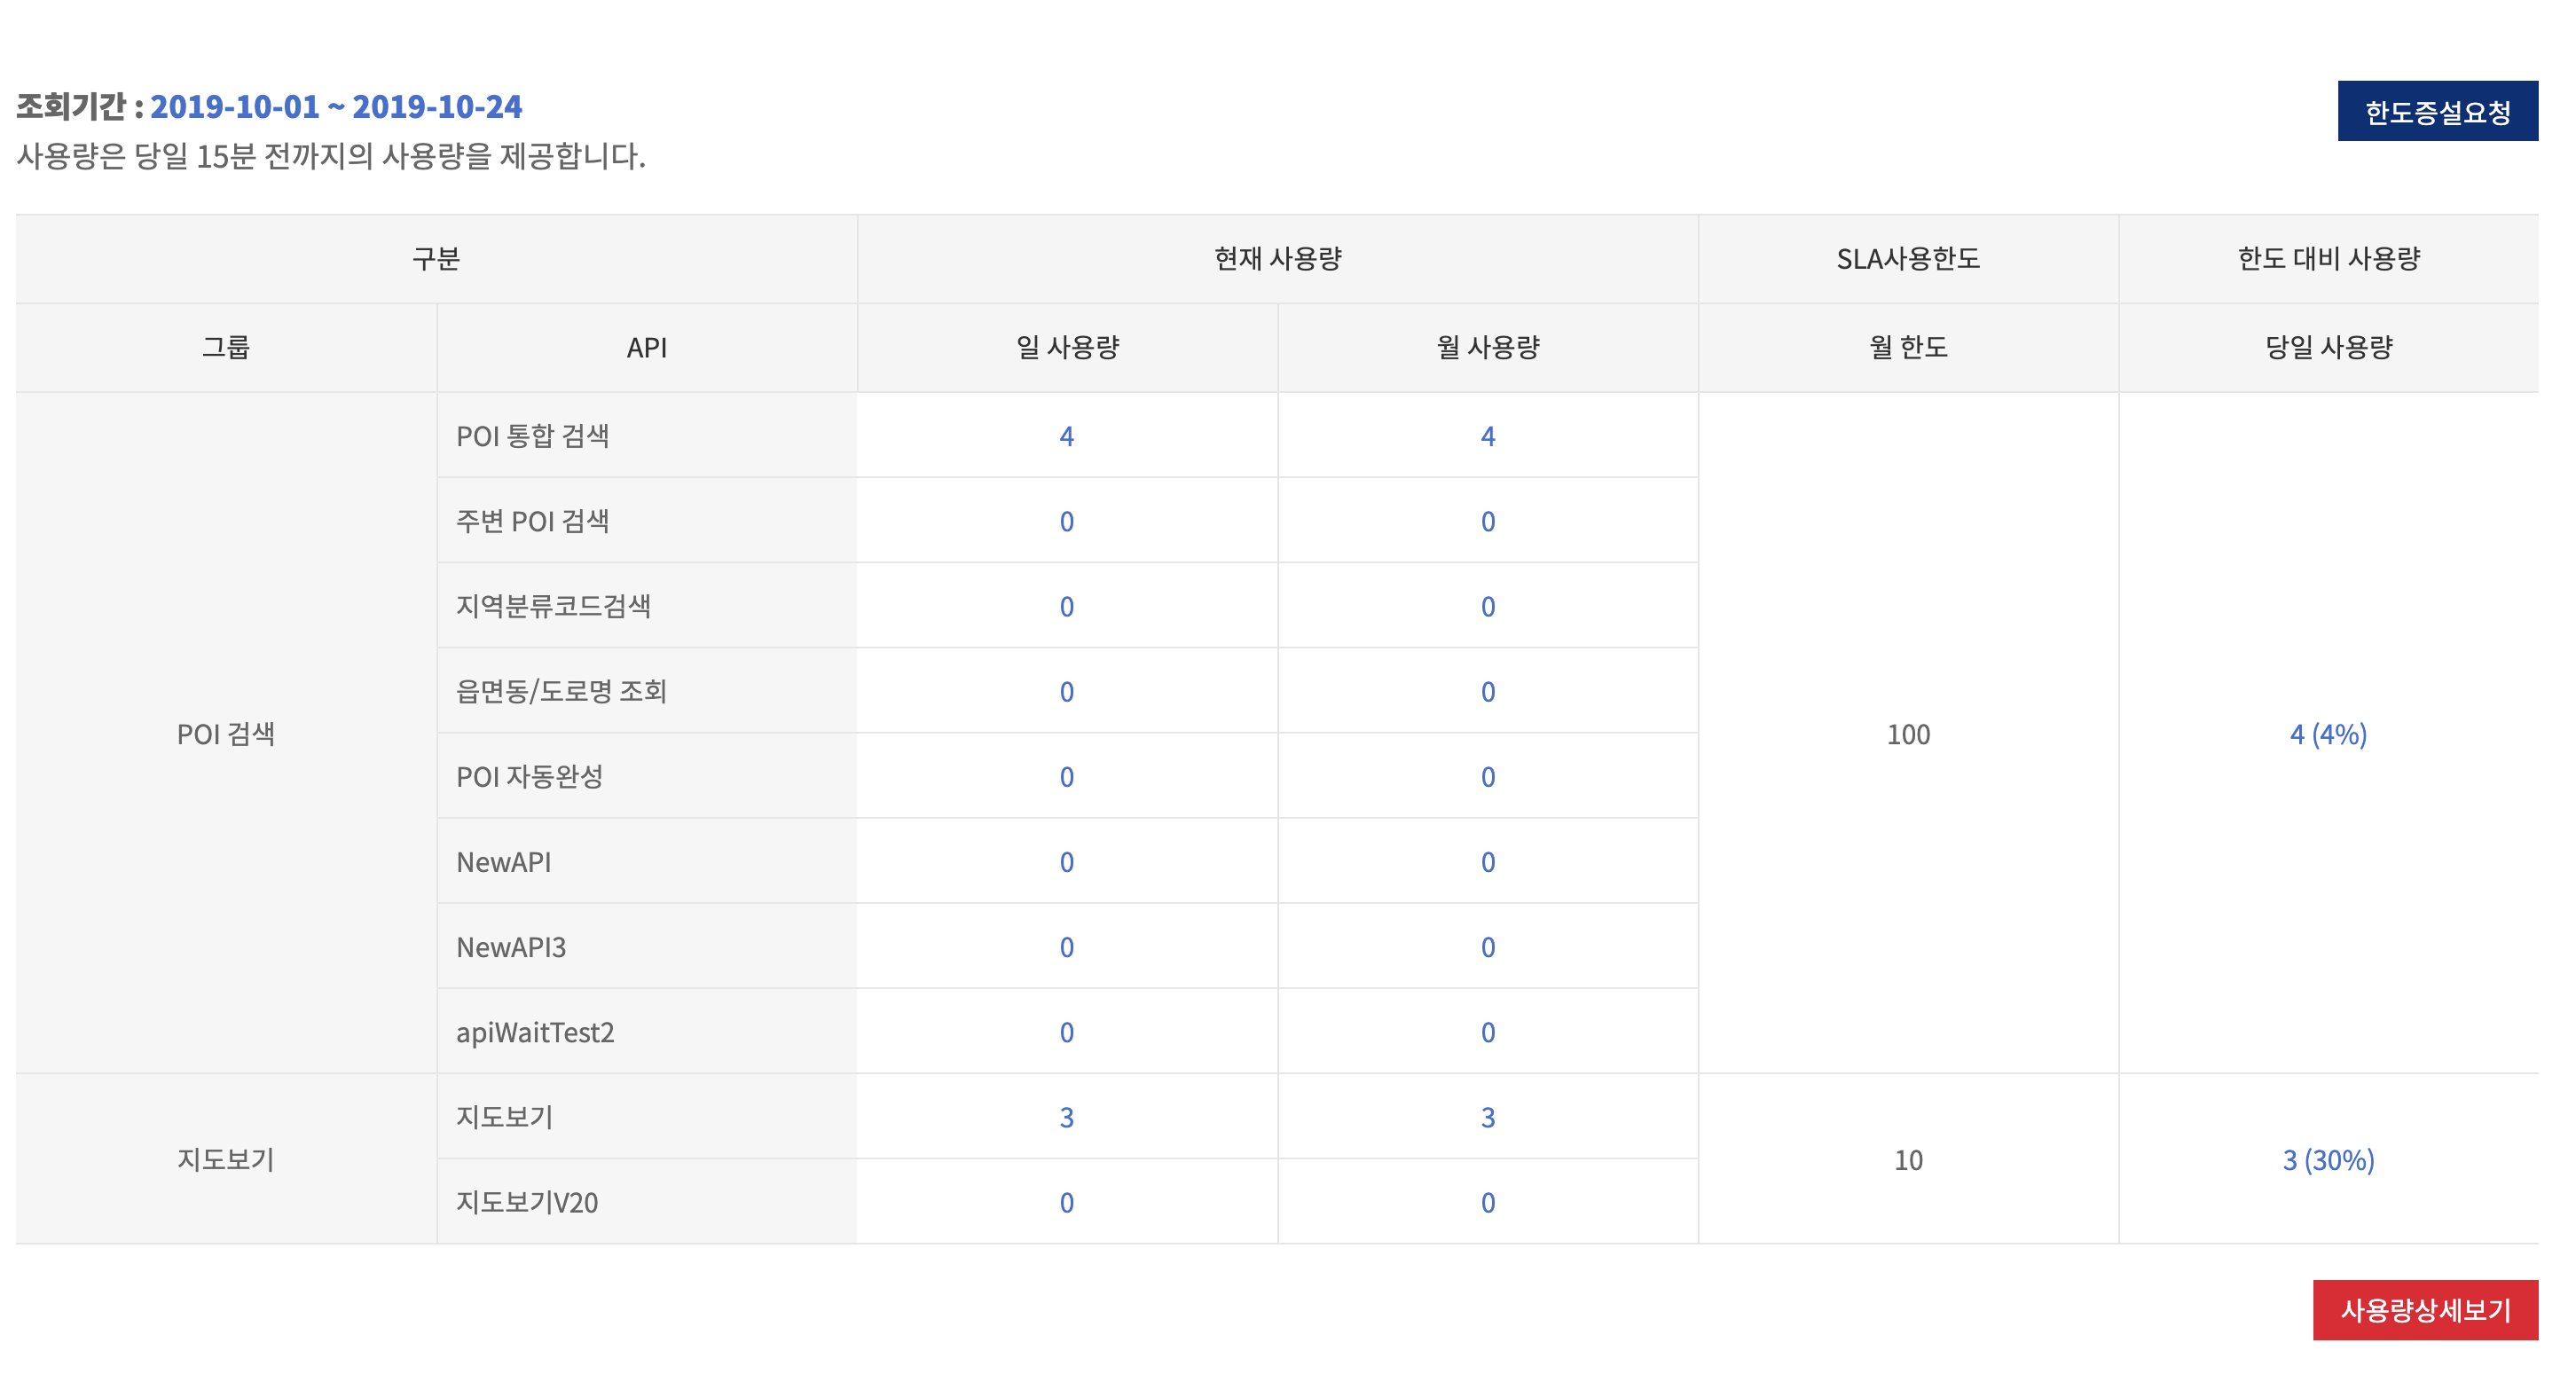 조회기간 : 2019-10-01 ~ 2019-10-24
한도증설요청
사용량은 당일 15분 전까지의 사용량을 제공합니다.
구분 현재 사용량 SLA사용한도 한도 대비 사용량
그룹 API 일 사용량 월 사용량 월 한도 당일 사용량
POI 통합 검색 4 4
주변 POI 검색 0 0
지역분류코드검색 0 0
읍면동/도로명 조회 0 0
POI 검색 100 4 (4%)
POI 자동완성 0 0
NewAPI 0 0
NewAPI3 0 0
apiWaitTest2 0 0
지도보기 3 3
지도보기 10 3 (30%)
지도보기V20 0 0
사용량상세보기